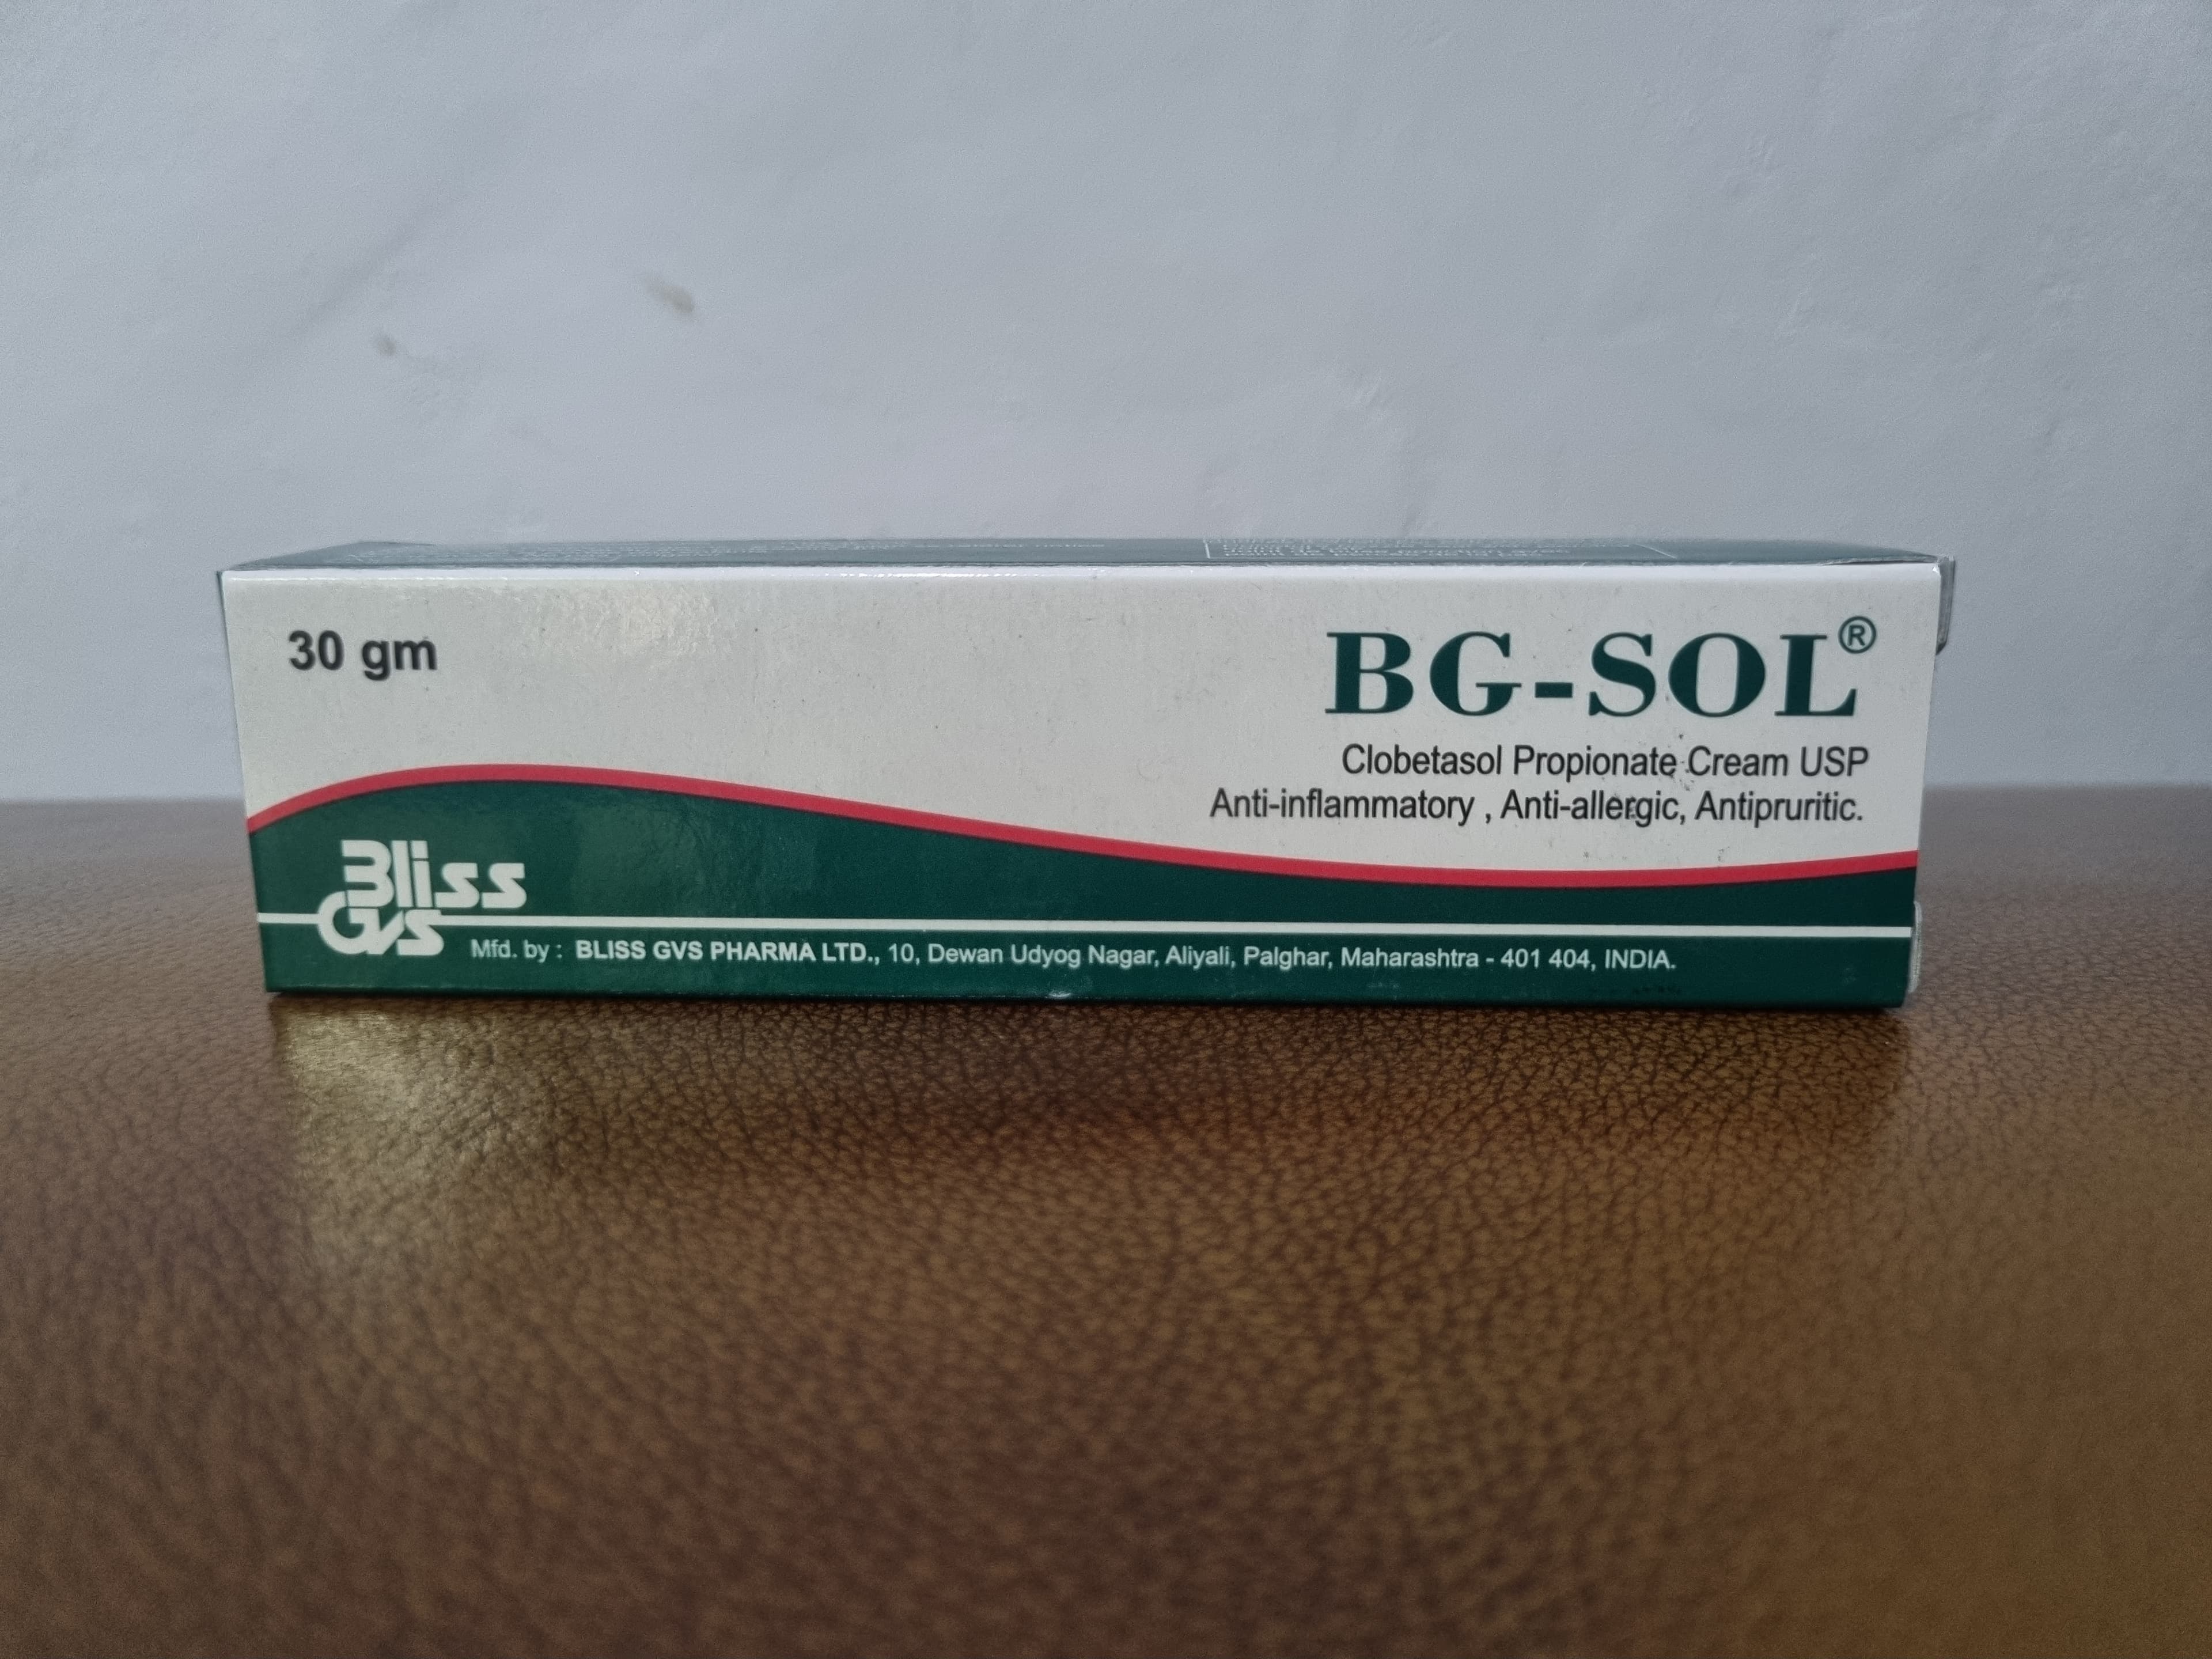 30 gm
BG-SOL®
Clobetasol Propionate Cream USP
Anti-inflammatory , Anti-allergic, Antipruritic.
Bliss
GVS
Mfd. by : BLISS GVS PHARMA LTD., 10, Dewan Udyog Nagar, Aliyali, Palghar, Maharashtra - 401 404, INDIA.